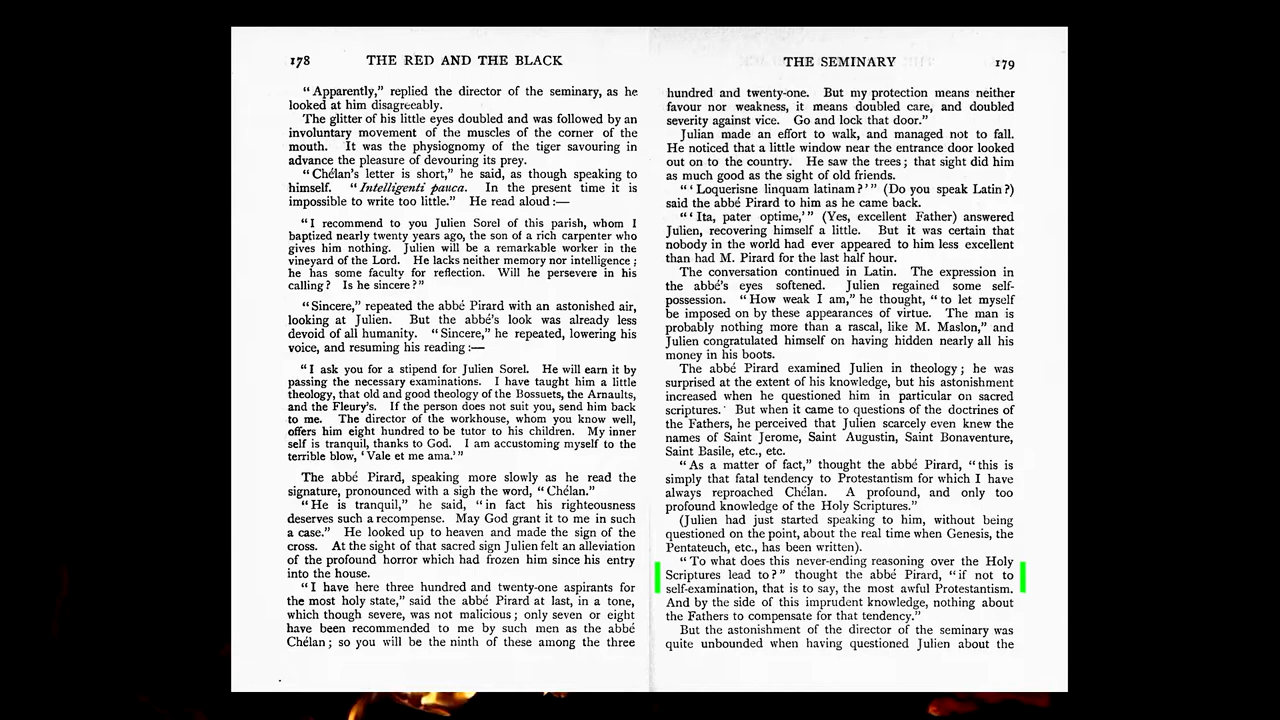 178 THE RED AND THE BLACK
“Apparently,” replied the director of the seminary, as he
looked at him disagreeably.
The glitter of his little eyes doubled and was followed by an
involuntary movement of the muscles of the corner of the
mouth. It was the physiognomy of the tiger savouring in
advance the pleasure of devouring its prey.
“Chélan’s letter is short,” he said, as though speaking to
himself. “Intelligenti pauca. In the present time it is
impossible to write too little.” He read aloud :—
“I recommend to you Julien Sorel of this parish, whom I
baptized nearly twenty years ago, the son of a rich carpenter who
gives him nothing. Julien will be a remarkable worker in the
vineyard of the Lord. He lacks neither memory nor intelligence ;
he has some faculty for reflection. Will he persevere in his
calling ? Is he sincere ?”
“Sincere,” repeated the abbé Pirard with an astonished air,
looking at Julien. But the abbé’s look was already less
devoid of all humanity. “Sincere,” he repeated, lowering his
voice, and resuming his reading :—
“I ask you for a stipend for Julien Sorel. He will earn it by
passing the necessary examinations. I have taught him a little
theology, that old and good theology of the Bossuets, the Arnaults,
and the Fleury’s. If the person does not suit you, send him back
to me. The director of the workhouse, whom you know well,
offers him eight hundred to be tutor to his children. My inner
self is tranquil, thanks to God. I am accustoming myself to the
terrible blow, ‘Vale et me ama.’”
The abbé Pirard, speaking more slowly as he read the
signature, pronounced with a sigh the word, “Chélan.”
“He is tranquil,” he said, “in fact his righteousness
deserves such a recompense. May God grant it to me in such
a case.” He looked up to heaven and made the sign of the
cross. At the sight of that sacred sign Julien felt an alleviation
of the profound horror which had frozen him since his entry
into the house.
“I have here three hundred and twenty-one aspirants for
the most holy state,” said the abbé Pirard at last, in a tone,
which though severe, was not malicious ; only seven or eight
have been recommended to me by such men as the abbé
Chélan ; so you will be the ninth of these among the three
THE SEMINARY 179
hundred and twenty-one. But my protection means neither
favour nor weakness, it means doubled care, and doubled
severity against vice. Go and lock that door.”
Julian made an effort to walk, and managed not to fall.
He noticed that a little window near the entrance door looked
out on to the country. He saw the trees ; that sight did him
as much good as the sight of old friends.
“‘Loquerisne linquam latinam ?’” (Do you speak Latin ?)
said the abbé Pirard to him as he came back.
“‘Ita, pater optime,’” (Yes, excellent Father) answered
Julien, recovering himself a little. But it was certain that
nobody in the world had ever appeared to him less excellent
than had M. Pirard for the last half hour.
The conversation continued in Latin. The expression in
the abbé’s eyes softened. Julien regained some self-
possession. “How weak I am,” he thought, “to let myself
be imposed on by these appearances of virtue. The man is
probably nothing more than a rascal, like M. Maslon,” and
Julien congratulated himself on having hidden nearly all his
money in his boots.
The abbé Pirard examined Julien in theology ; he was
surprised at the extent of his knowledge, but his astonishment
increased when he questioned him in particular on sacred
scriptures. But when it came to questions of the doctrines of
the Fathers, he perceived that Julien scarcely even knew the
names of Saint Jerome, Saint Augustin, Saint Bonaventure,
Saint Basile, etc., etc.
“As a matter of fact,” thought the abbé Pirard, “this is
simply that fatal tendency to Protestantism for which I have
always reproached Chélan. A profound, and only too
profound knowledge of the Holy Scriptures.”
(Julien had just started speaking to him, without being
questioned on the point, about the real time when Genesis, the
Pentateuch, etc., has been written).
“To what does this never-ending reasoning over the Holy
Scriptures lead to ?” thought the abbé Pirard, “if not to
self-examination, that is to say, the most awful Protestantism.
And by the side of this imprudent knowledge, nothing about
the Fathers to compensate for that tendency.”
But the astonishment of the director of the seminary was
quite unbounded when having questioned Julien about the